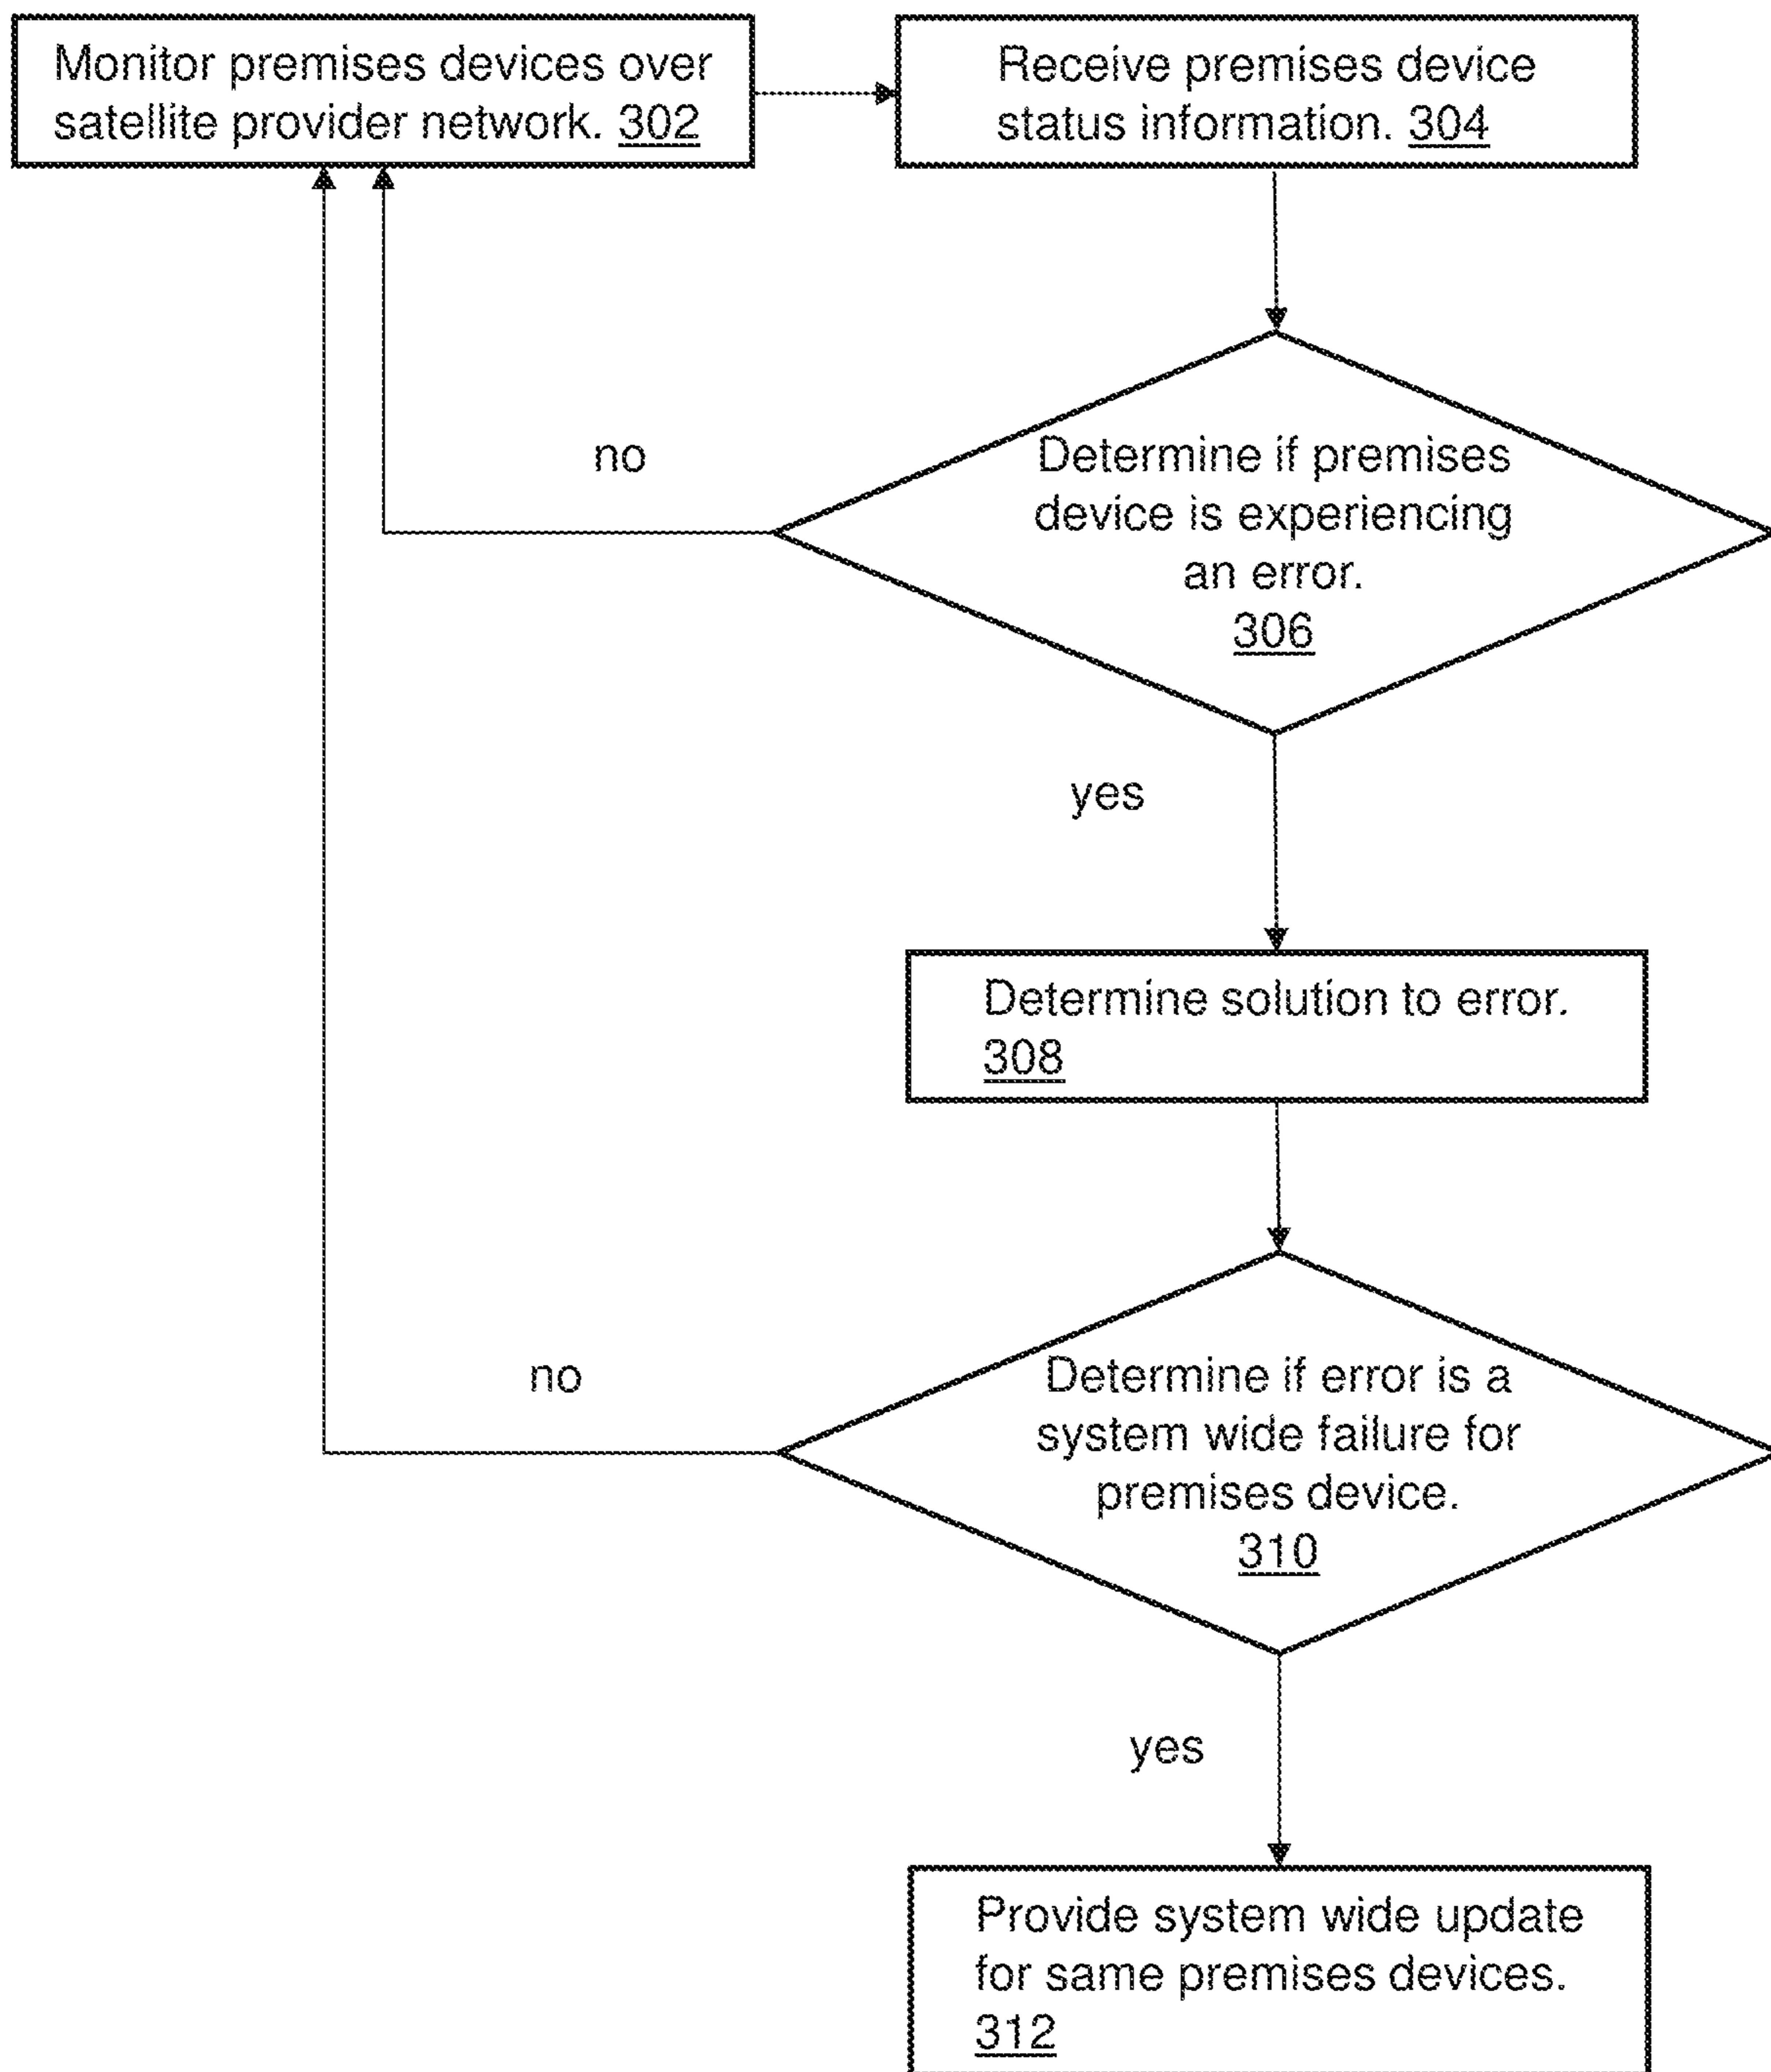 Monitor premises devices over
satellite provider network. 302
Receive premises device
status information. 304
no
Determine if premises
device is experiencing
an error.
306
yes
Determine solution to error.
308
no
Determine if error is a
system wide failure for
premises device.
310
yes
Provide system wide update
for same premises devices.
312